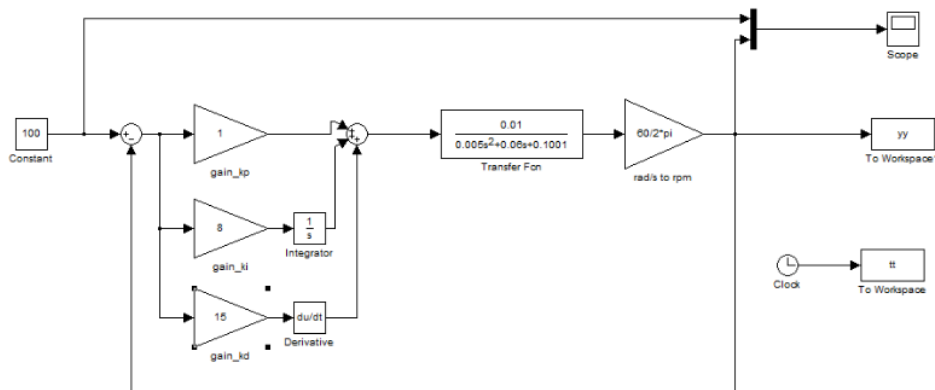 Scope
100
Constant
+
−
1
gain_kp
+
+
+
0.01
0.005s²+0.06s+0.1001
Transfer Fcn
60/2*pi
rad/s to rpm
yy
To Workspace
8
gain_ki
1
s
Integrator
Clock
tt
To Workspace
15
gain_kd
du/dt
Derivative